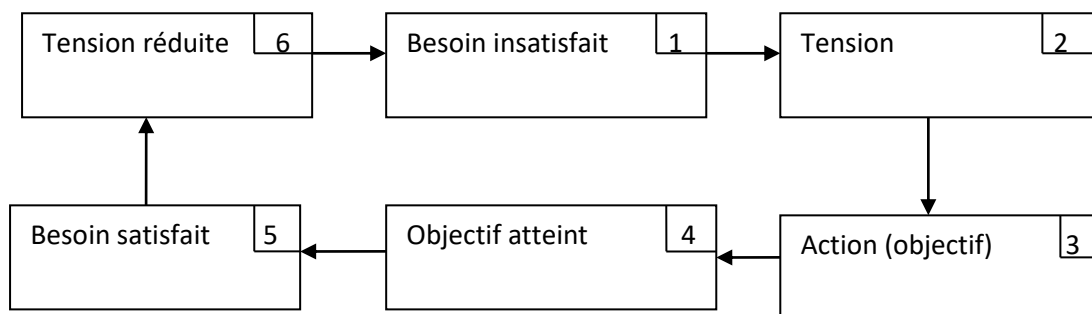 Tension réduite 6
Besoin insatisfait 1
Tension 2
Besoin satisfait 5
Objectif atteint 4
Action (objectif) 3